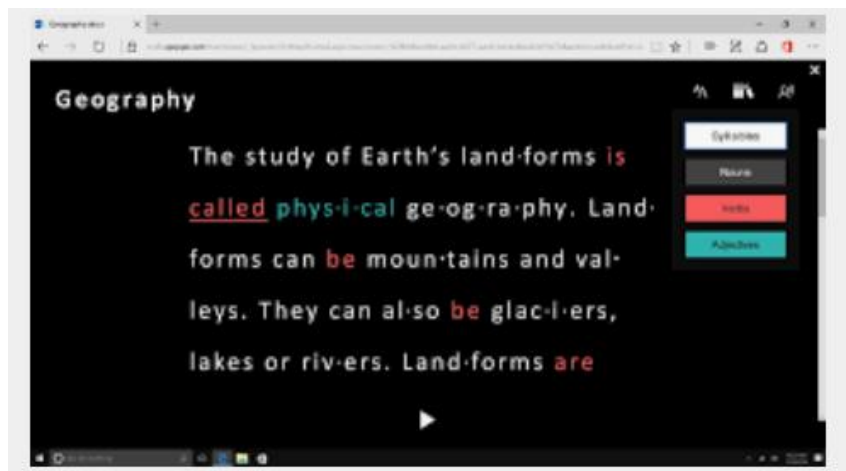 Geography
The study of Earth's land·forms is
called phys·i·cal ge·og·ra·phy. Land·
forms can be moun·tains and val·
leys. They can al·so be glac·i·ers,
lakes or riv·ers. Land·forms are
Syllables
Nouns
Verbs
Adjectives